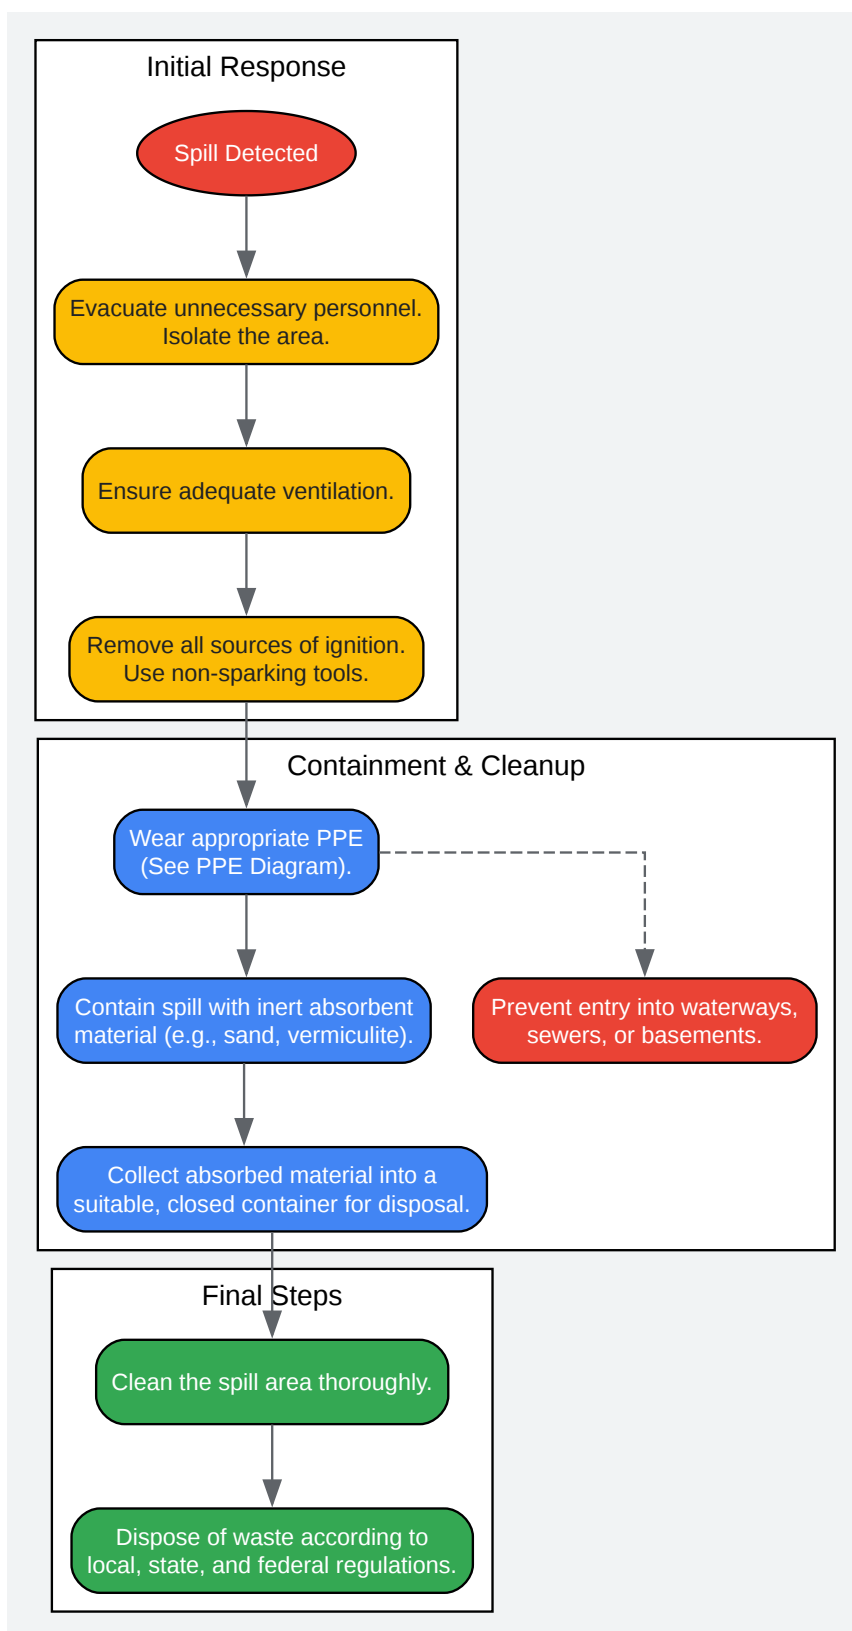 Initial Response
Spill Detected
Evacuate unnecessary personnel.
Isolate the area.
Ensure adequate ventilation.
Remove all sources of ignition.
Use non-sparking tools.
Containment & Cleanup
Wear appropriate PPE
(See PPE Diagram).
Contain spill with inert absorbent
material (e.g., sand, vermiculite).
Prevent entry into waterways,
sewers, or basements.
Collect absorbed material into a
suitable, closed container for disposal.
Final Steps
Clean the spill area thoroughly.
Dispose of waste according to
local, state, and federal regulations.